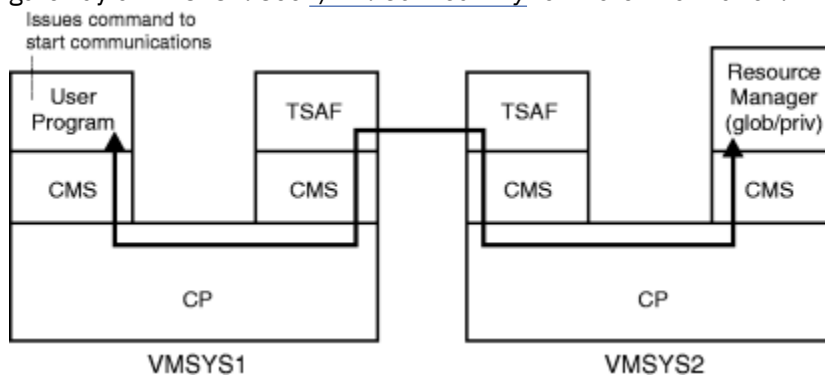 Issues command to
start communications
User
Program
TSAF
TSAF
Resource
Manager
(glob/priv)
CMS
CMS
CMS
CMS
CP
CP
VMSYS1
VMSYS2